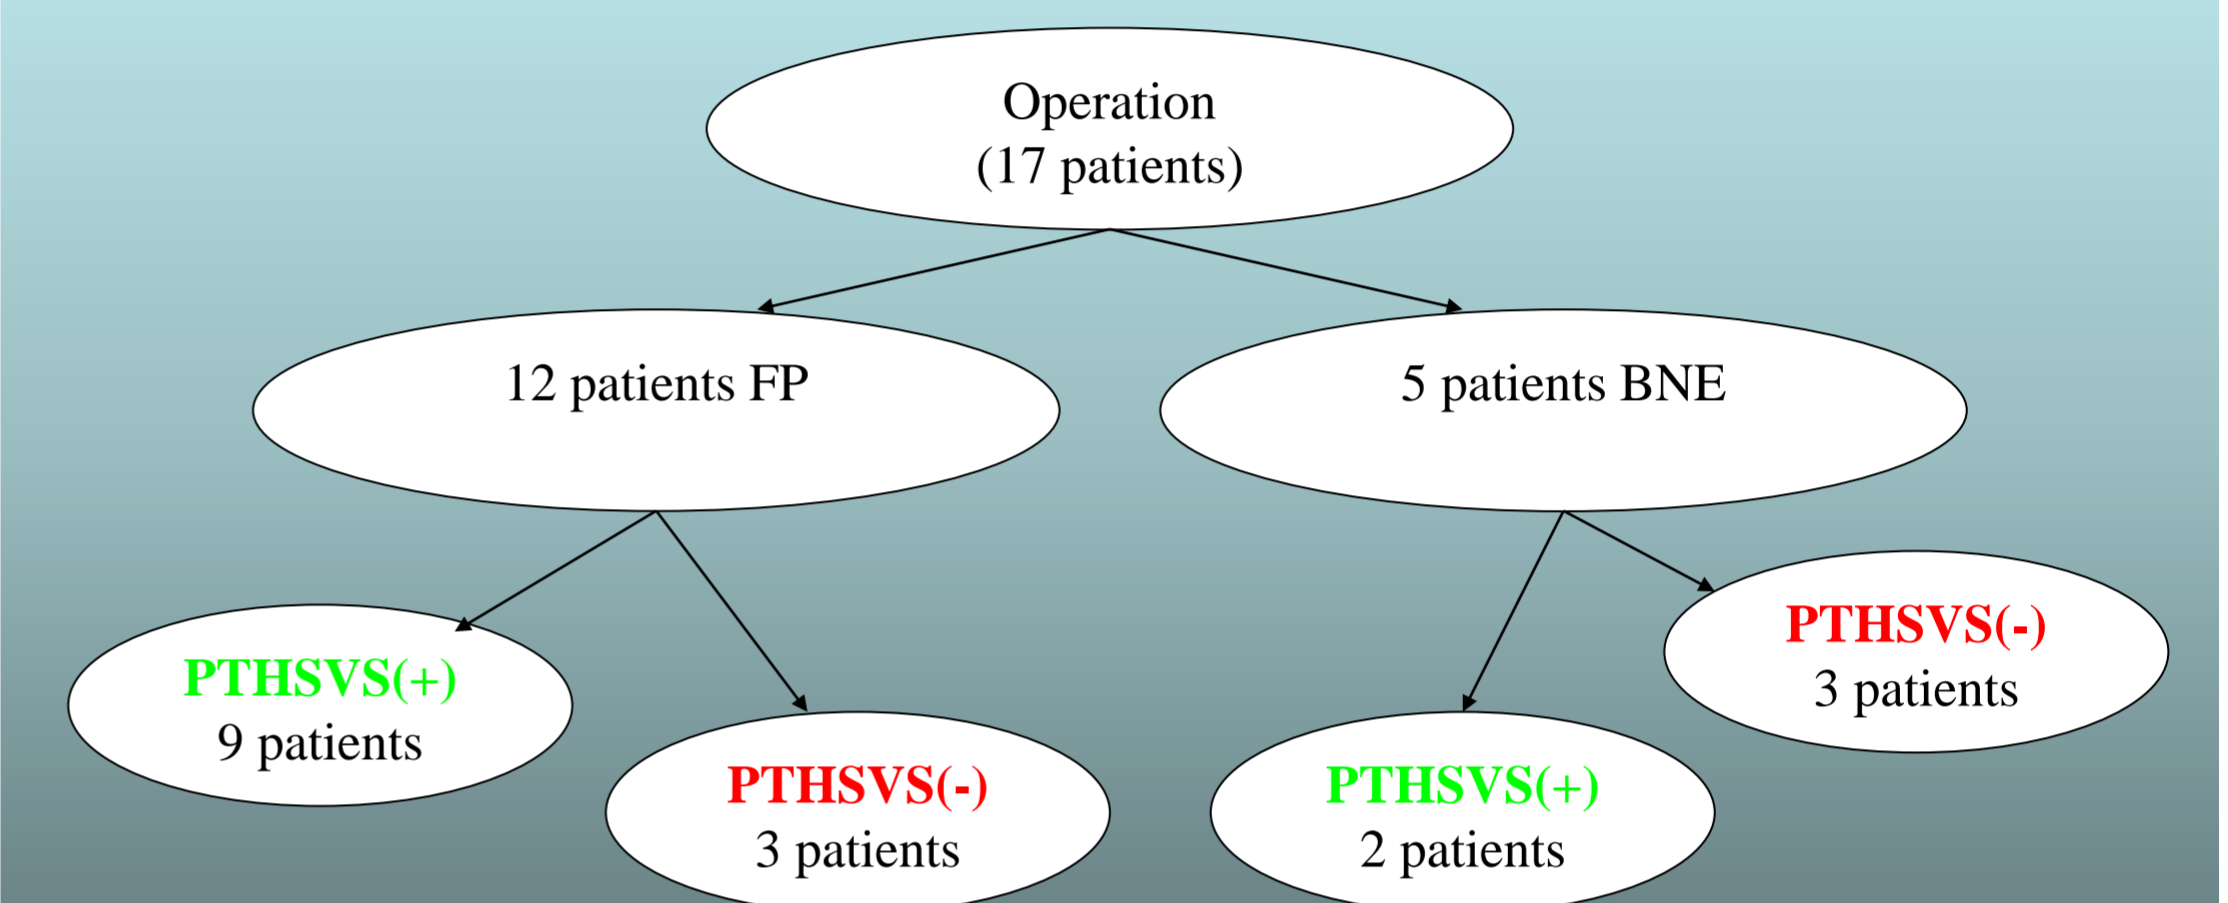 Operation
(17 patients)
12 patients FP
5 patients BNE
PTHSVS(+)
9 patients
PTHSVS(-)
3 patients
PTHSVS(+)
2 patients
PTHSVS(-)
3 patients